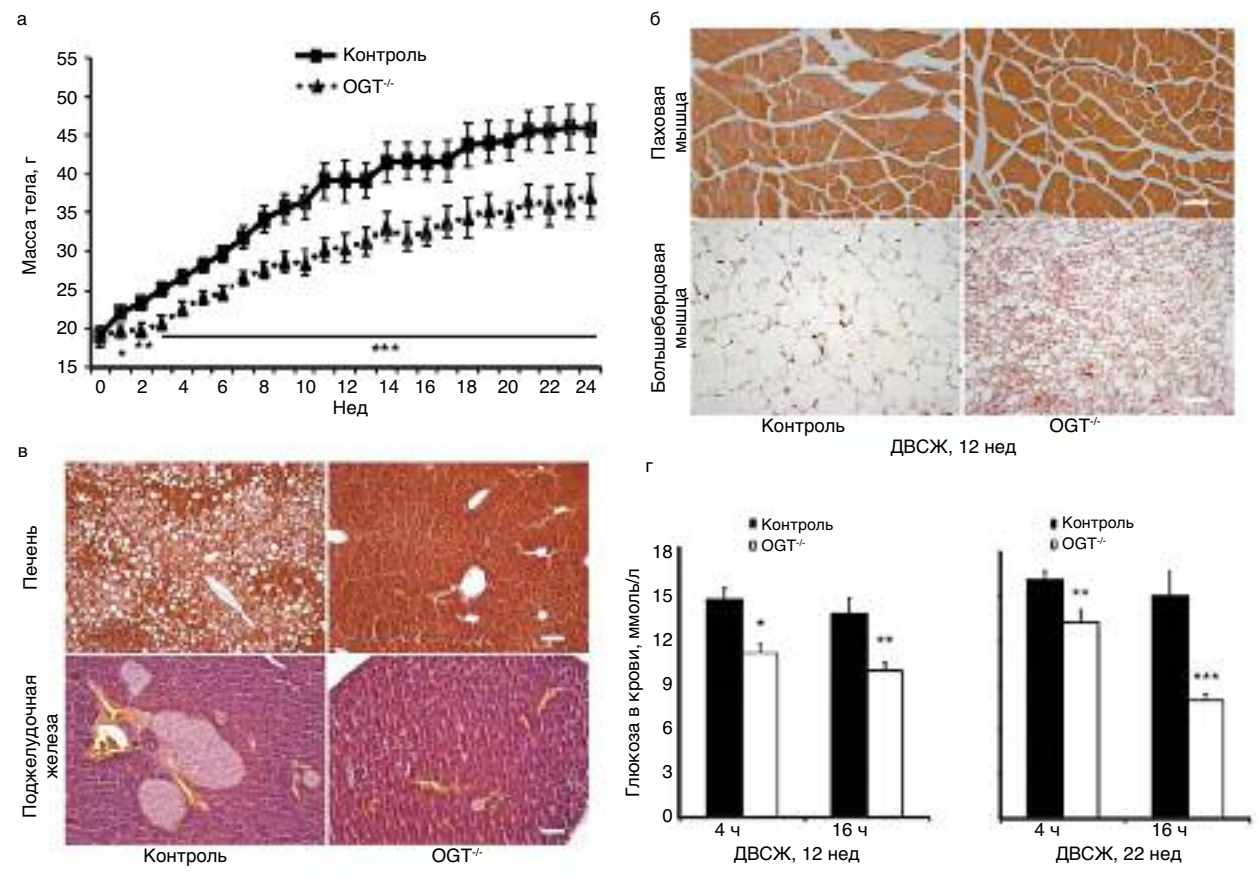 а
55
50
45
40
35
30
25
20
15
Масса тела, г
Контроль
OGT-/-
*
**
***
0 2 4 6 8 10 12 14 16 18 20 22 24
Нед
б
Паховая
мышца
Большеберцовая
мышца
Контроль OGT-/-
ДВСЖ, 12 нед
в
Печень
Поджелудочная
железа
Контроль OGT-/-
г
Глюкоза в крови, ммоль/л
18
15
12
9
6
3
0
Контроль
OGT-/-
*
**
4 ч 16 ч
ДВСЖ, 12 нед
Контроль
OGT-/-
**
***
4 ч 16 ч
ДВСЖ, 22 нед